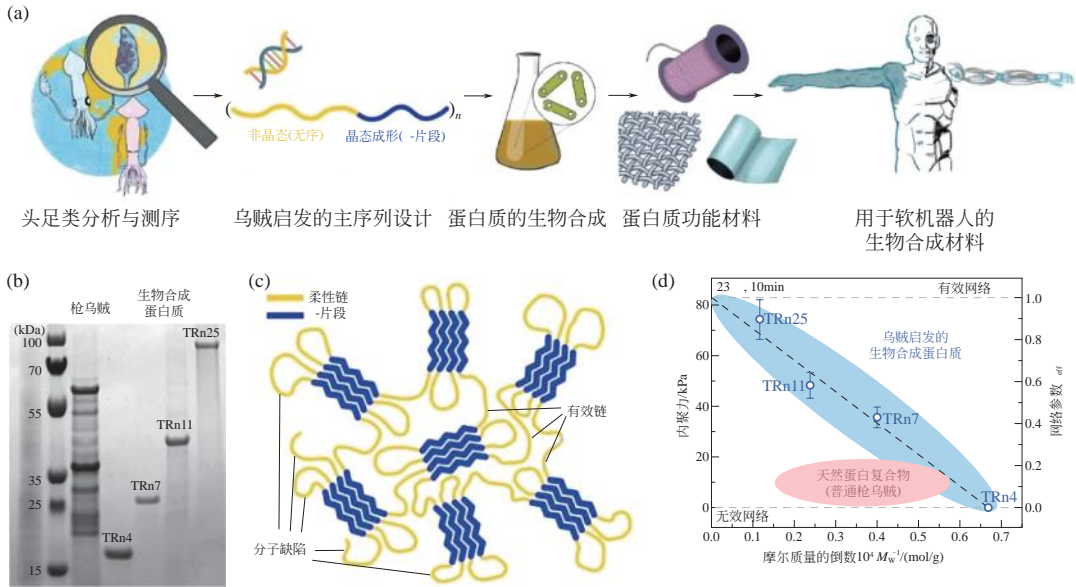 (a)
( )n
非晶态(无序)
晶态成形( -片段)
头足类分析与测序
乌贼启发的主序列设计
蛋白质的生物合成
蛋白质功能材料
用于软机器人的
生物合成材料
(b)
枪乌贼
生物合成
蛋白质
(kDa)
TRn25
100
70
55
TRn11
35
TRn7
25
TRn4
15
(c)
柔性链
-片段
有效链
分子缺陷
(d)
23 , 10min
有效网络
80
60
40
20
0
内聚力/kPa
TRn25
乌贼启发的
生物合成蛋白质
TRn11
TRn7
天然蛋白复合物
(普通枪乌贼)
TRn4
无效网络
1.0
0.8
0.6
0.4
0.2
0.0
网络参数 eff
0.0 0.1 0.2 0.3 0.4 0.5 0.6 0.7
摩尔质量的倒数10⁴ Mw⁻¹/(mol/g)